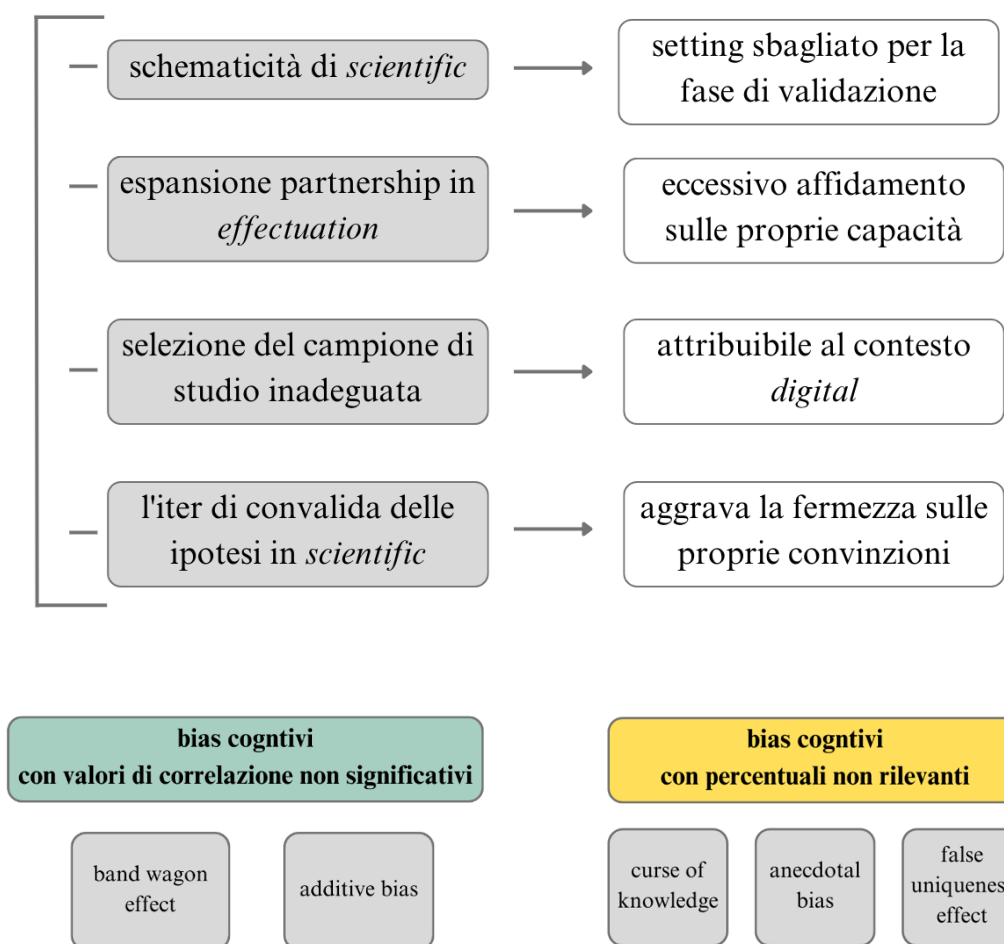 schematicità di scientific
setting sbagliato per la
fase di validazione
espansione partnership in
effectuation
eccessivo affidamento
sulle proprie capacità
selezione del campione di
studio inadeguata
attribuibile al contesto
digital
l'iter di convalida delle
ipotesi in scientific
aggrava la fermezza sulle
proprie convinzioni
bias cogntivi
con valori di correlazione non significativi
bias cogntivi
con percentuali non rilevanti
band wagon
effect
additive bias
curse of
knowledge
anecdotal
bias
false
uniquenes
effect